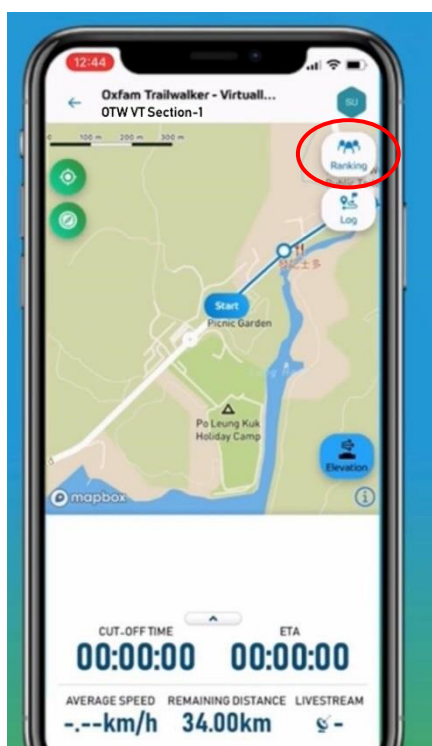 12:44
Oxfam Trailwalker - Virtuall...
OTW VT Section-1
SU
0 100 m 200 m 300 m
Ranking
Log
士多
Start
Picnic Garden
Po Leung Kuk
Holiday Camp
Elevation
mapbox
CUT-OFF TIME ETA
00:00:00 00:00:00
AVERAGE SPEED REMAINING DISTANCE LIVESTREAM
-.--km/h 34.00km -